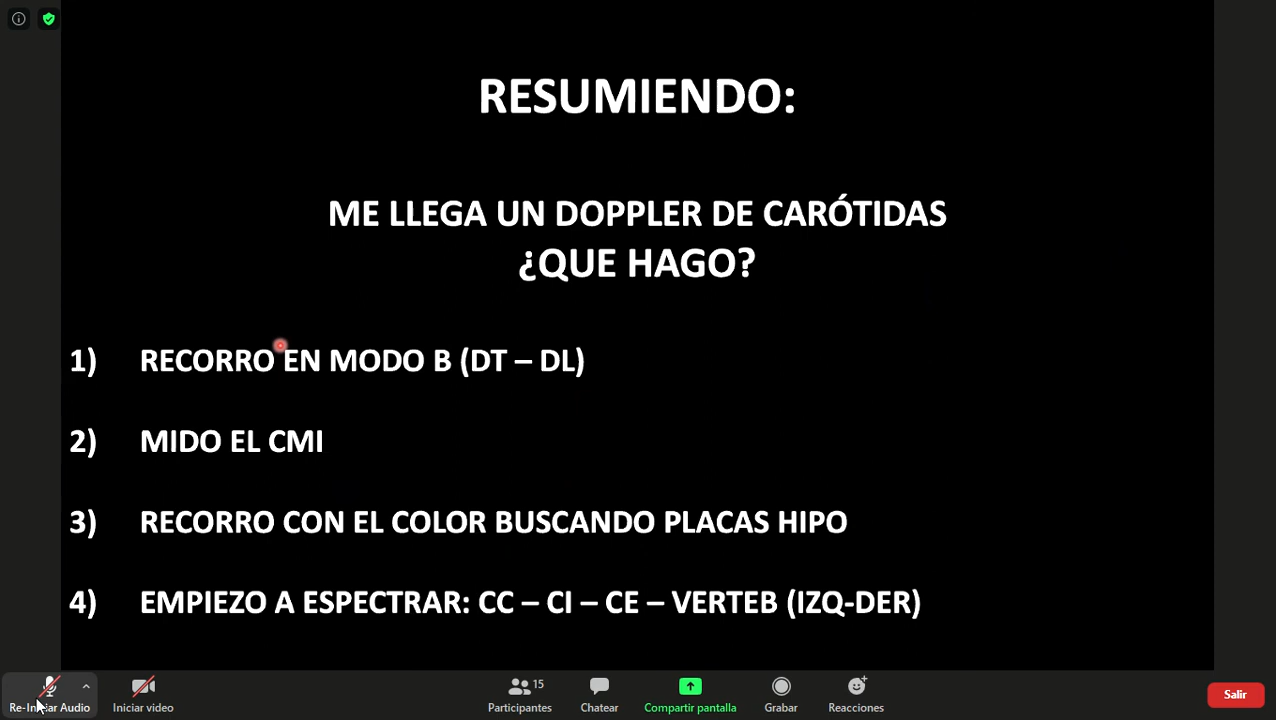 RESUMIENDO:
ME LLEGA UN DOPPLER DE CARÓTIDAS
¿QUE HAGO?
1) RECORRO EN MODO B (DT – DL)
2) MIDO EL CMI
3) RECORRO CON EL COLOR BUSCANDO PLACAS HIPO
4) EMPIEZO A ESPECTRAR: CC – CI – CE – VERTEB (IZQ-DER)
Re-Iniciar Audio
Iniciar video
15
Participantes
Chatear
Compartir pantalla
Grabar
Reacciones
Salir